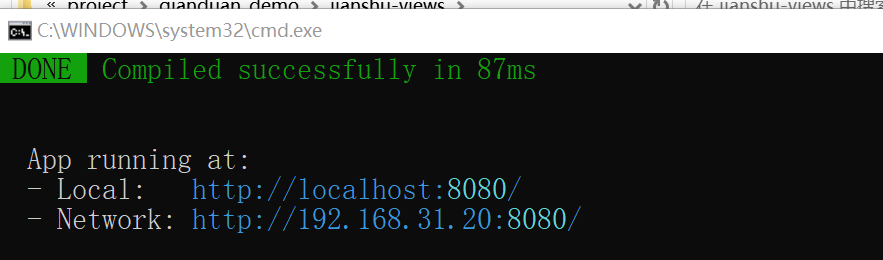 « project > qianduan_demo > jianshu-views >
在 jianshu-views 中搜索
C:\WINDOWS\system32\cmd.exe
DONE Compiled successfully in 87ms
App running at:
- Local: http://localhost:8080/
- Network: http://192.168.31.20:8080/